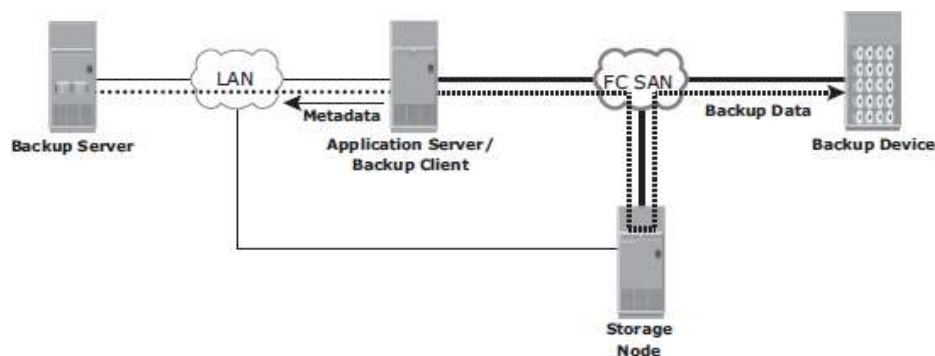 LAN
FC SAN
Metadata
Backup Data
Backup Server
Application Server/
Backup Client
Backup Device
Storage
Node